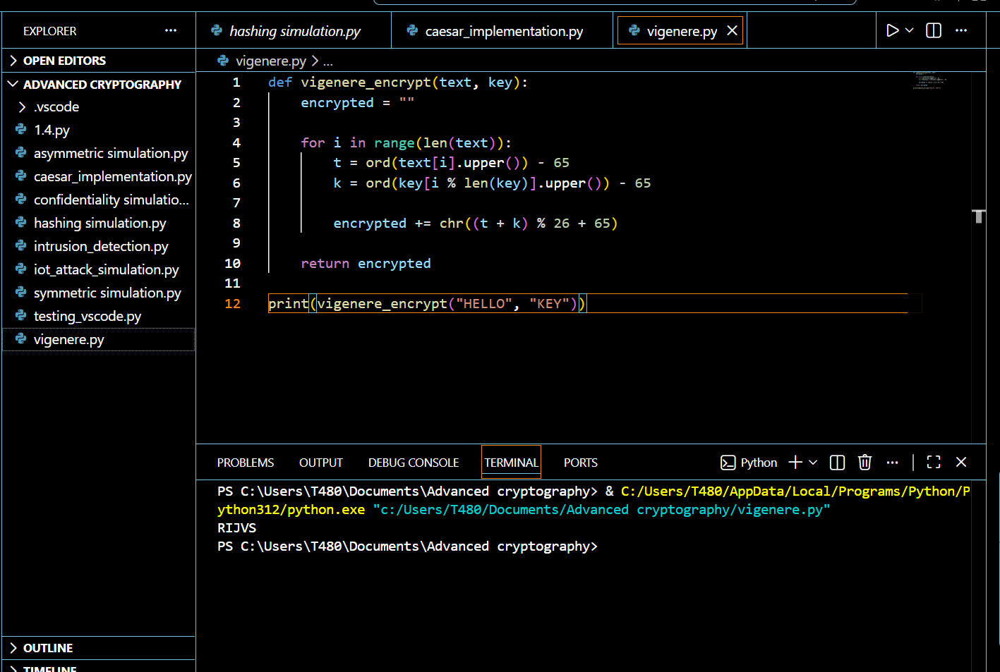 EXPLORER ...
hashing simulation.py
caesar_implementation.py
vigenere.py
OPEN EDITORS
vigenere.py > ...
ADVANCED CRYPTOGRAPHY
.vscode
1.4.py
asymmetric simulation.py
caesar_implementation.py
confidentiality simulatio...
hashing simulation.py
intrusion_detection.py
iot_attack_simulation.py
symmetric simulation.py
testing_vscode.py
vigenere.py
OUTLINE
TIMELINE
1 def vigenere_encrypt(text, key):
2     encrypted = ""
3
4     for i in range(len(text)):
5         t = ord(text[i].upper()) - 65
6         k = ord(key[i % len(key)].upper()) - 65
7
8         encrypted += chr((t + k) % 26 + 65)
9
10     return encrypted
11
12 print(vigenere_encrypt("HELLO", "KEY"))
PROBLEMS OUTPUT DEBUG CONSOLE TERMINAL PORTS Python
PS C:\Users\T480\Documents\Advanced cryptography> & C:/Users/T480/AppData/Local/Programs/Python/P
ython312/python.exe "c:/Users/T480/Documents/Advanced cryptography/vigenere.py"
RIJVS
PS C:\Users\T480\Documents\Advanced cryptography>